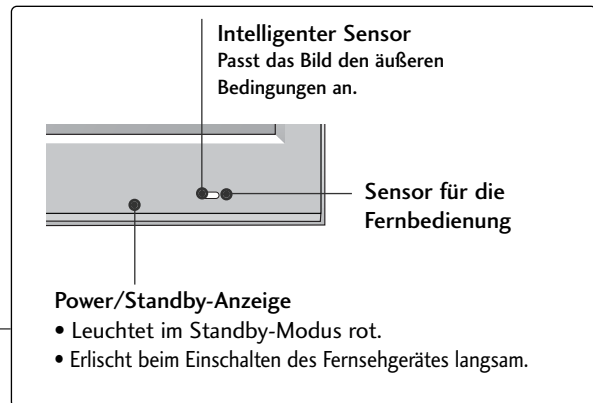 Intelligenter Sensor
Passt das Bild den äußeren
Bedingungen an.
Sensor für die
Fernbedienung
Power/Standby-Anzeige
• Leuchtet im Standby-Modus rot.
• Erlischt beim Einschalten des Fernsehgerätes langsam.